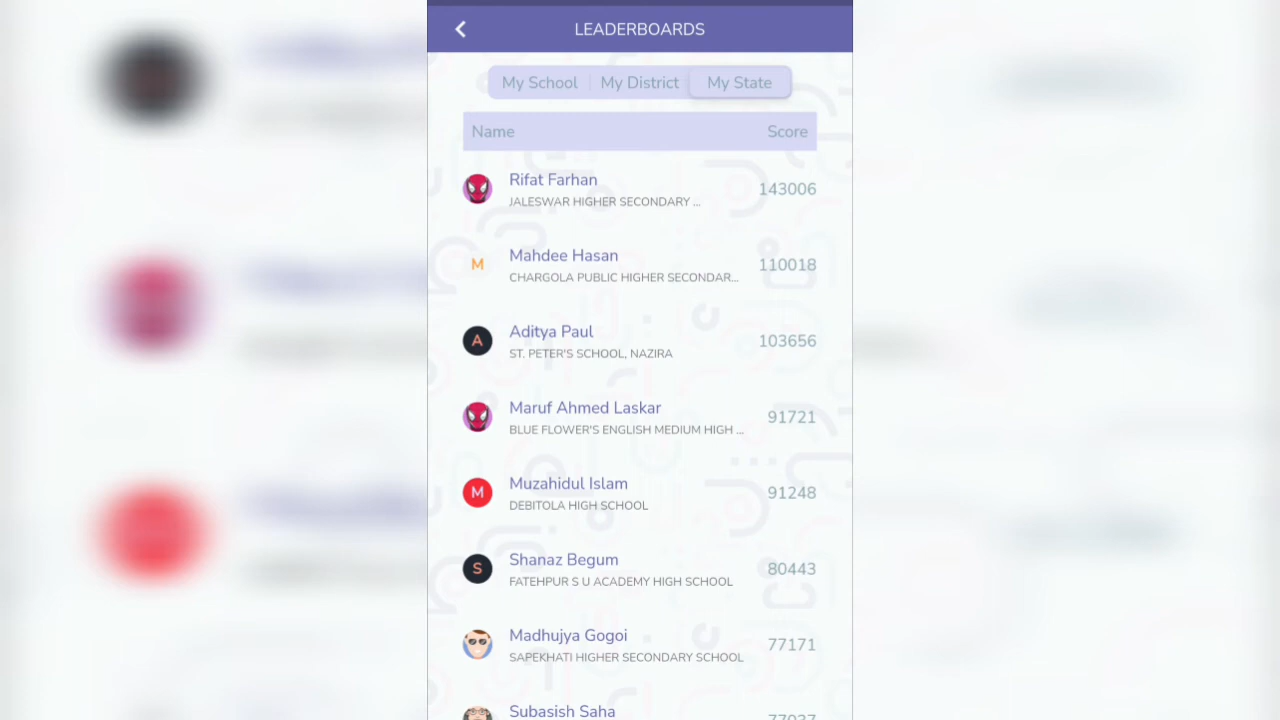 LEADERBOARDS
My School My District My State
Name Score
Rifat Farhan
JALESWAR HIGHER SECONDARY ...
143006
M
Mahdee Hasan
CHARGOLA PUBLIC HIGHER SECONDAR...
110018
A
Aditya Paul
ST. PETER'S SCHOOL, NAZIRA
103656
Maruf Ahmed Laskar
BLUE FLOWER'S ENGLISH MEDIUM HIGH ...
91721
M
Muzahidul Islam
DEBITOLA HIGH SCHOOL
91248
S
Shanaz Begum
FATEHPUR S U ACADEMY HIGH SCHOOL
80443
Madhujya Gogoi
SAPEKHATI HIGHER SECONDARY SCHOOL
77171
Subasish Saha